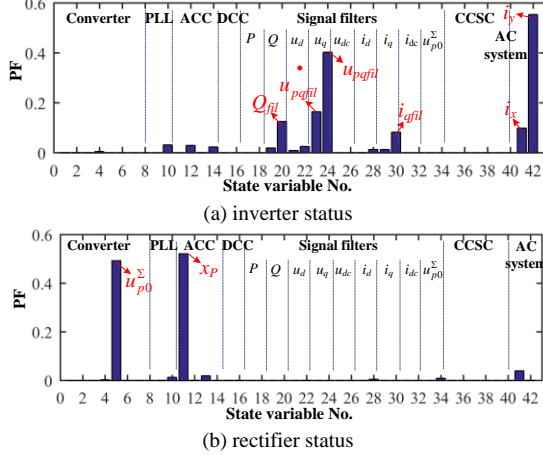 0.6
Converter PLL ACC DCC Signal filters CCSC i_y
P Q u_d u_q u_dc i_d i_q i_dc u_p0^Σ AC
system
0.4
u_pqfil u_pqfil
PF
0.2
Q_fil i_qfil i_x
0
0 2 4 6 8 10 12 14 16 18 20 22 24 26 28 30 32 34 36 38 40 42
State variable No.
(a) inverter status
0.6
Converter PLL ACC DCC Signal filters CCSC AC
system
P Q u_d u_q u_dc i_d i_q i_dc u_p0^Σ
u_p0^Σ x_P
0.4
PF
0.2
0
0 2 4 6 8 10 12 14 16 18 20 22 24 26 28 30 32 34 36 38 40 42
State variable No.
(b) rectifier status